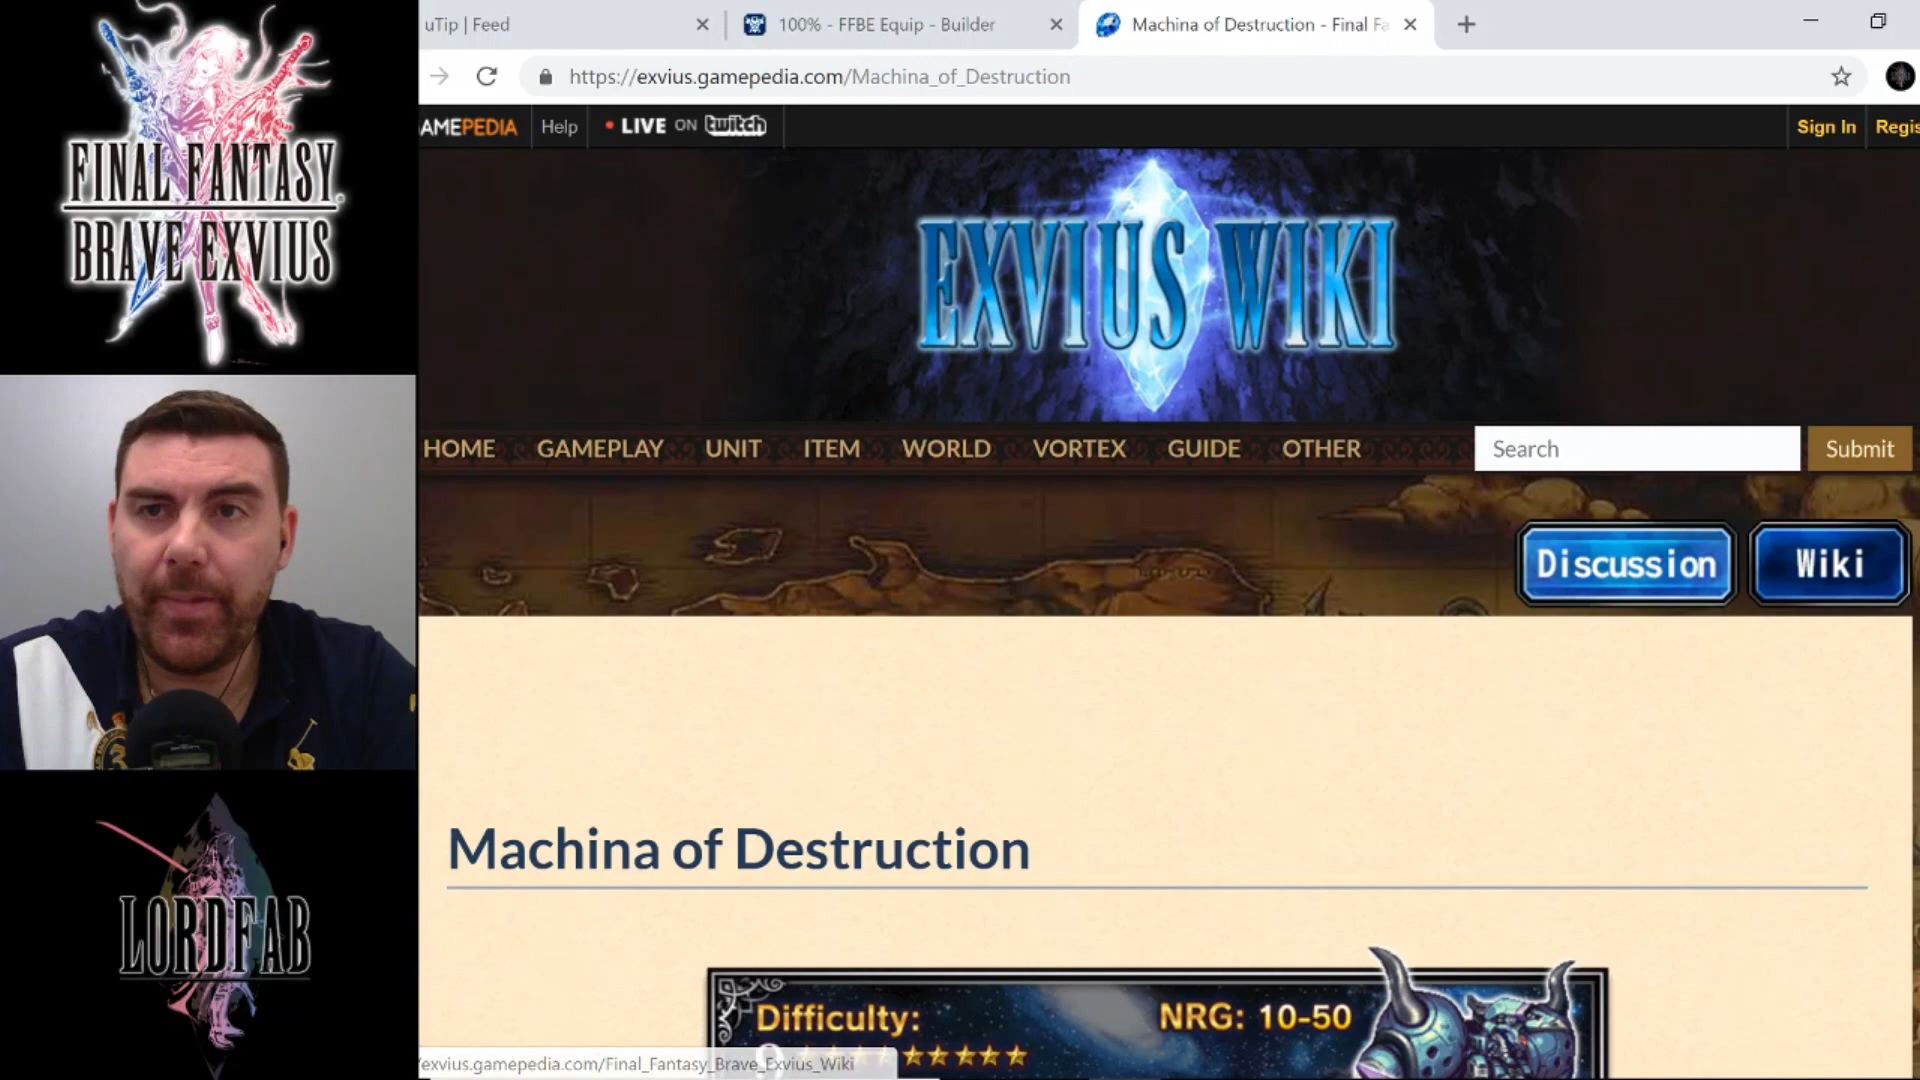 uTip | Feed
100% - FFBE Equip - Builder
Machina of Destruction - Final Fa
https://exvius.gamepedia.com/Machina_of_Destruction
AMEPEDIA
Help
LIVE ON twitch
Sign In
Regis
FINAL FANTASY
BRAVE EXVIUS
EXVIUS WIKI
HOME
GAMEPLAY
UNIT
ITEM
WORLD
VORTEX
GUIDE
OTHER
Search
Submit
Discussion
Wiki
Machina of Destruction
LORDFAB
Difficulty:
NRG: 10-50
/exvius.gamepedia.com/Final_Fantasy_Brave_Exvius_Wiki